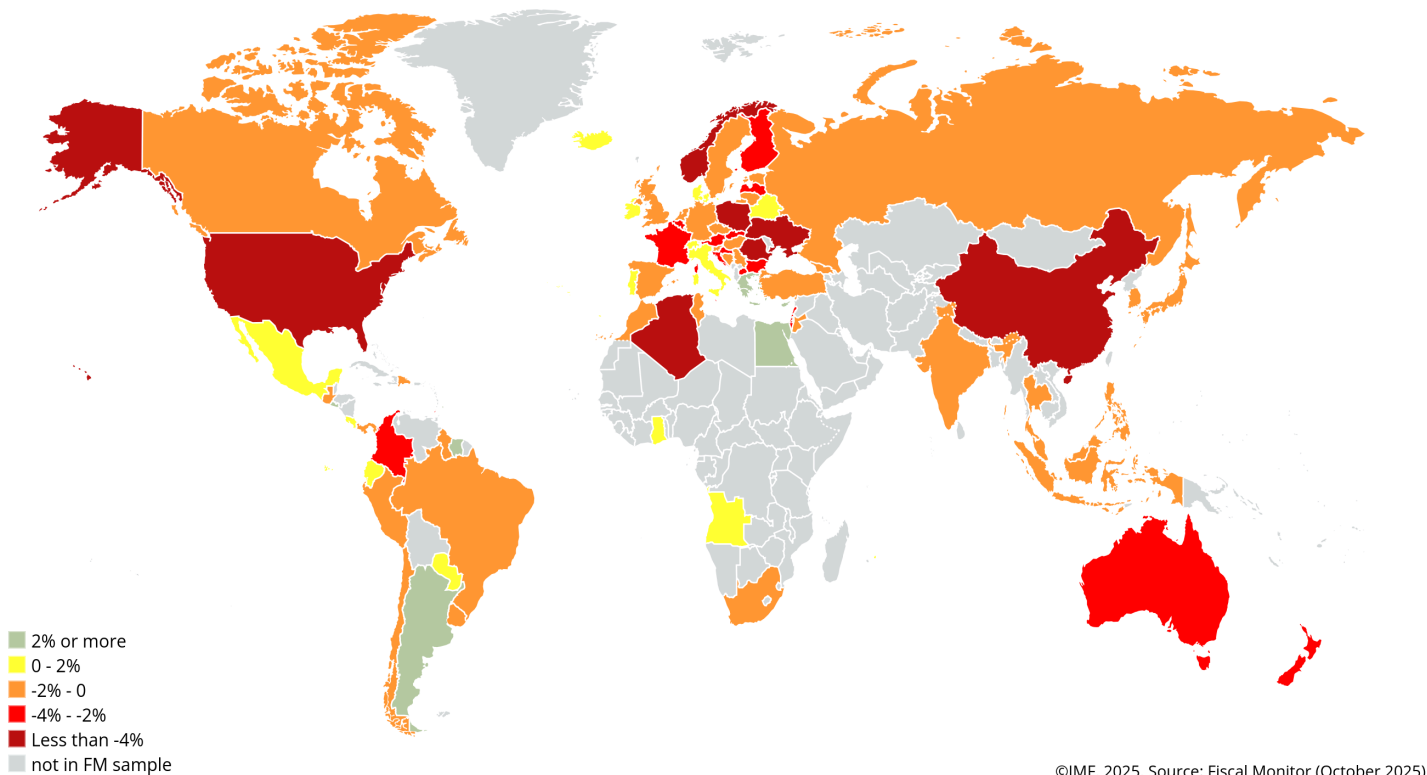 2% or more
0 - 2%
-2% - 0
-4% - -2%
Less than -4%
not in FM sample
©IMF, 2025, Source: Fiscal Monitor (October 2025)